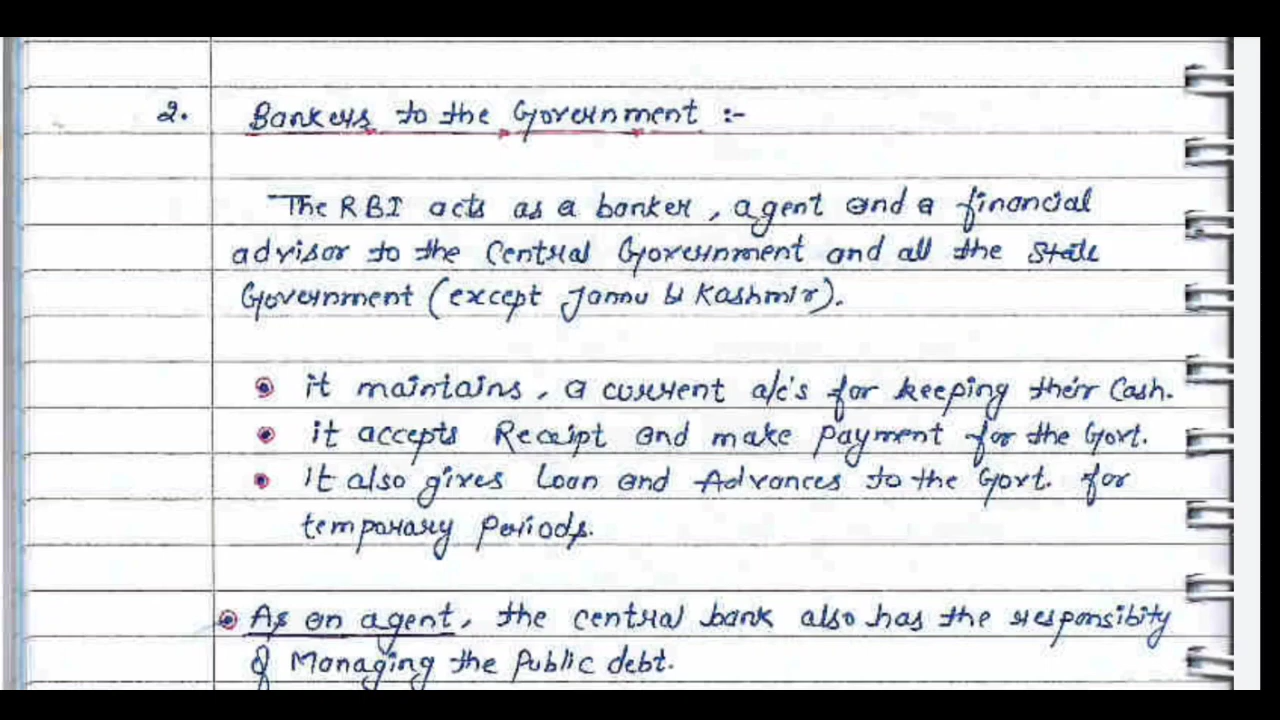 2. Bankers to the Government :-
The RBI acts as a banker, agent and a financial
advisor to the Central Government and all the State
Government (except Jammu & Kashmir).
it maintains, a current a/c's for keeping their Cash.
it accepts Receipt and make payment for the Govt.
It also gives Loan and Advances to the Govt. for
temporary periods.
As an agent, the central bank also has the responsibity
of Managing the Public debt.